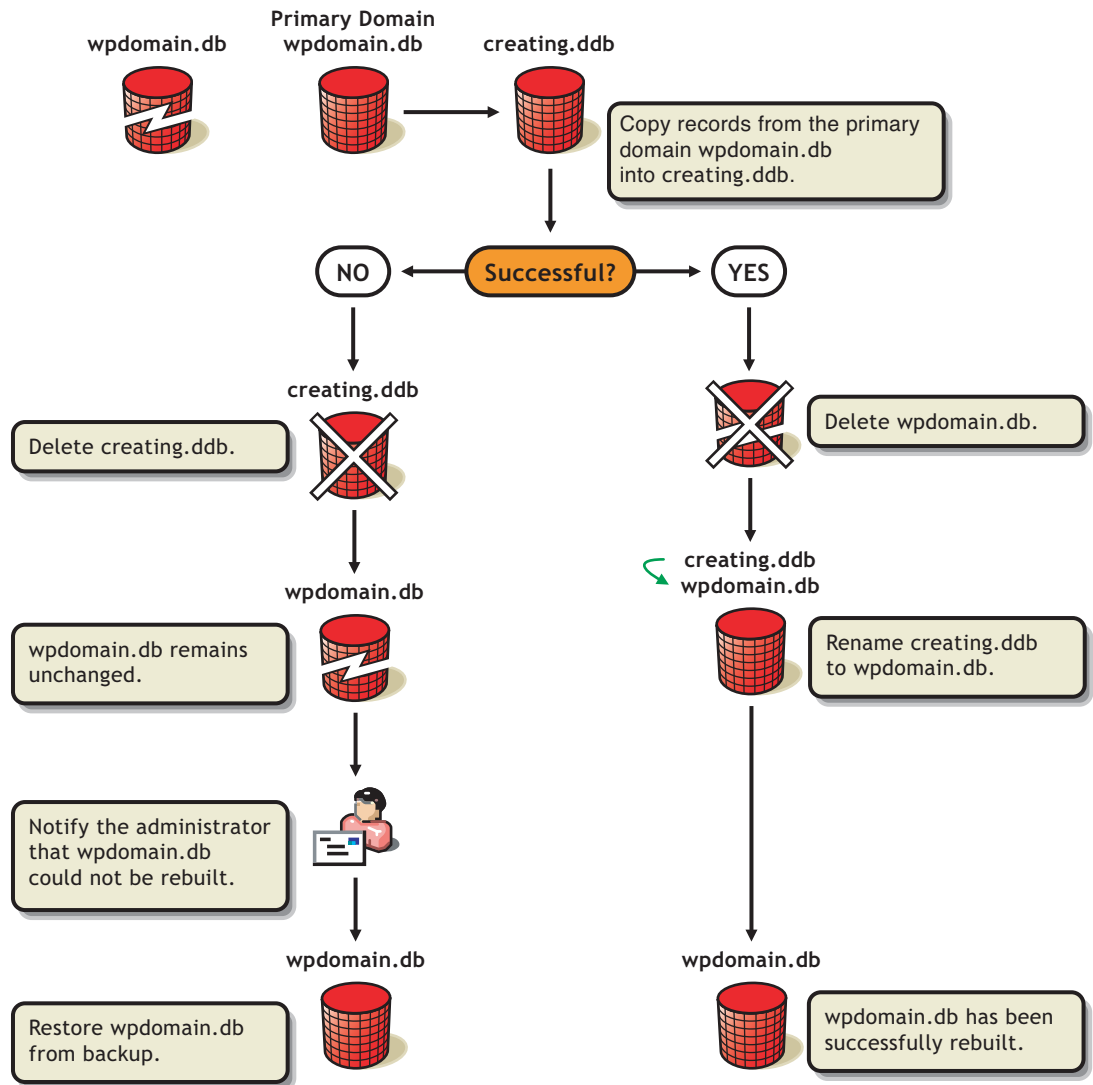 Primary Domain
wpdomain.db
wpdomain.db
creating.ddb
Copy records from the primary
domain wpdomain.db
into creating.ddb.
NO
Successful?
YES
creating.ddb
Delete creating.ddb.
Delete wpdomain.db.
wpdomain.db
creating.ddb
wpdomain.db
wpdomain.db remains
unchanged.
Rename creating.ddb
to wpdomain.db.
Notify the administrator
that wpdomain.db
could not be rebuilt.
wpdomain.db
wpdomain.db
Restore wpdomain.db
from backup.
wpdomain.db has been
successfully rebuilt.